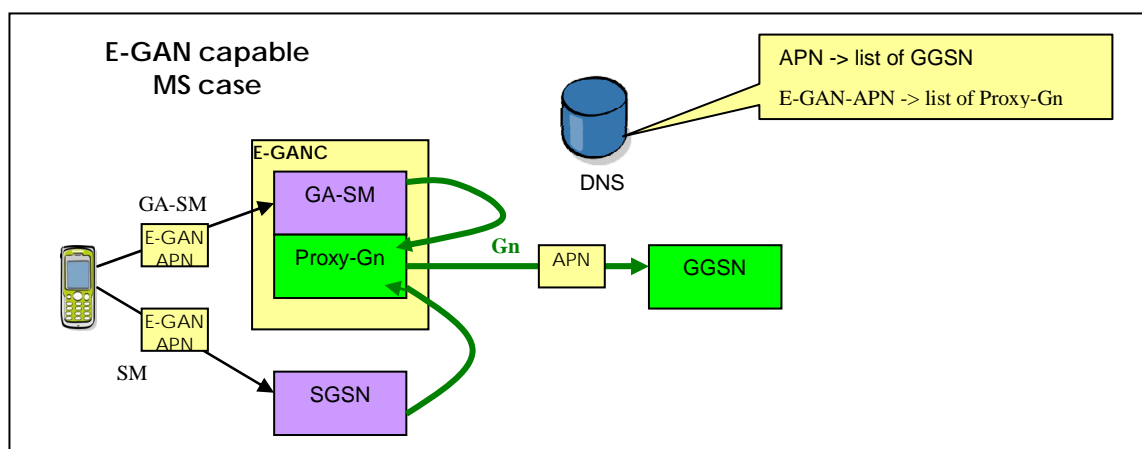 E-GAN capable
MS case
APN -> list of GGSN
E-GAN-APN -> list of Proxy-Gn
DNS
E-GANC
GA-SM
GA-SM
E-GAN
APN
Proxy-Gn
Gn
APN
GGSN
E-GAN
APN
SM
SGSN